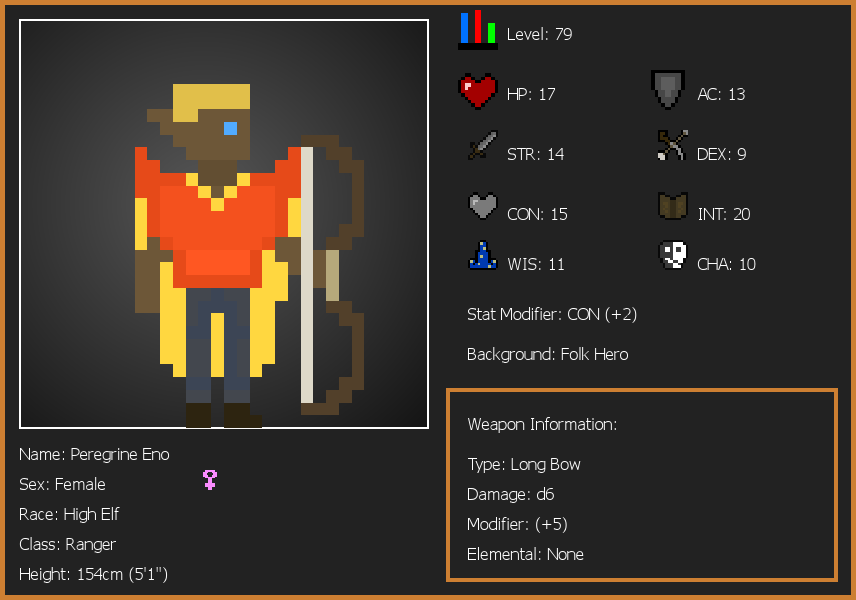 Level: 79
HP: 17
AC: 13
STR: 14
DEX: 9
CON: 15
INT: 20
WIS: 11
CHA: 10
Stat Modifier: CON (+2)
Background: Folk Hero
Weapon Information:
Type: Long Bow
Damage: d6
Modifier: (+5)
Elemental: None
Name: Peregrine Eno
Sex: Female
Race: High Elf
Class: Ranger
Height: 154cm (5'1")